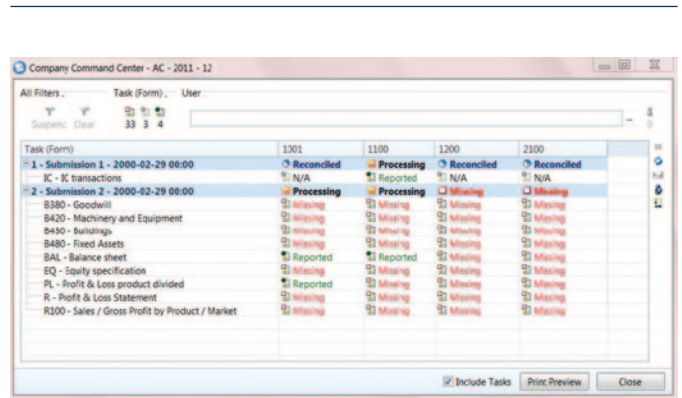 Company Command Center - AC - 2011 - 12
All Filters Task (Form) User
Suspend Clear 33 3 4 ... 0
Task (Form) 1301 1100 1200 2100
1 - Submission 1 - 2000-02-29 00:00 Reconciled Processing Reconciled Reconciled
IC - IC transactions N/A Reported N/A N/A
2 - Submission 2 - 2000-02-29 00:00 Processing Processing Missing Missing
B380 - Goodwill Missing Missing Missing Missing
B420 - Machinery and Equipment Missing Missing Missing Missing
B430 - Buildings Missing Missing Missing Missing
B480 - Fixed Assets Missing Missing Missing Missing
BAL - Balance sheet Reported Reported Missing Missing
EQ - Equity specification Missing Missing Missing Missing
PL - Profit & Loss product divided Reported Missing Missing Missing
R - Profit & Loss Statement Missing Missing Missing Missing
R100 - Sales / Gross Profit by Product / Market Missing Missing Missing Missing
Include Tasks Print Preview Close